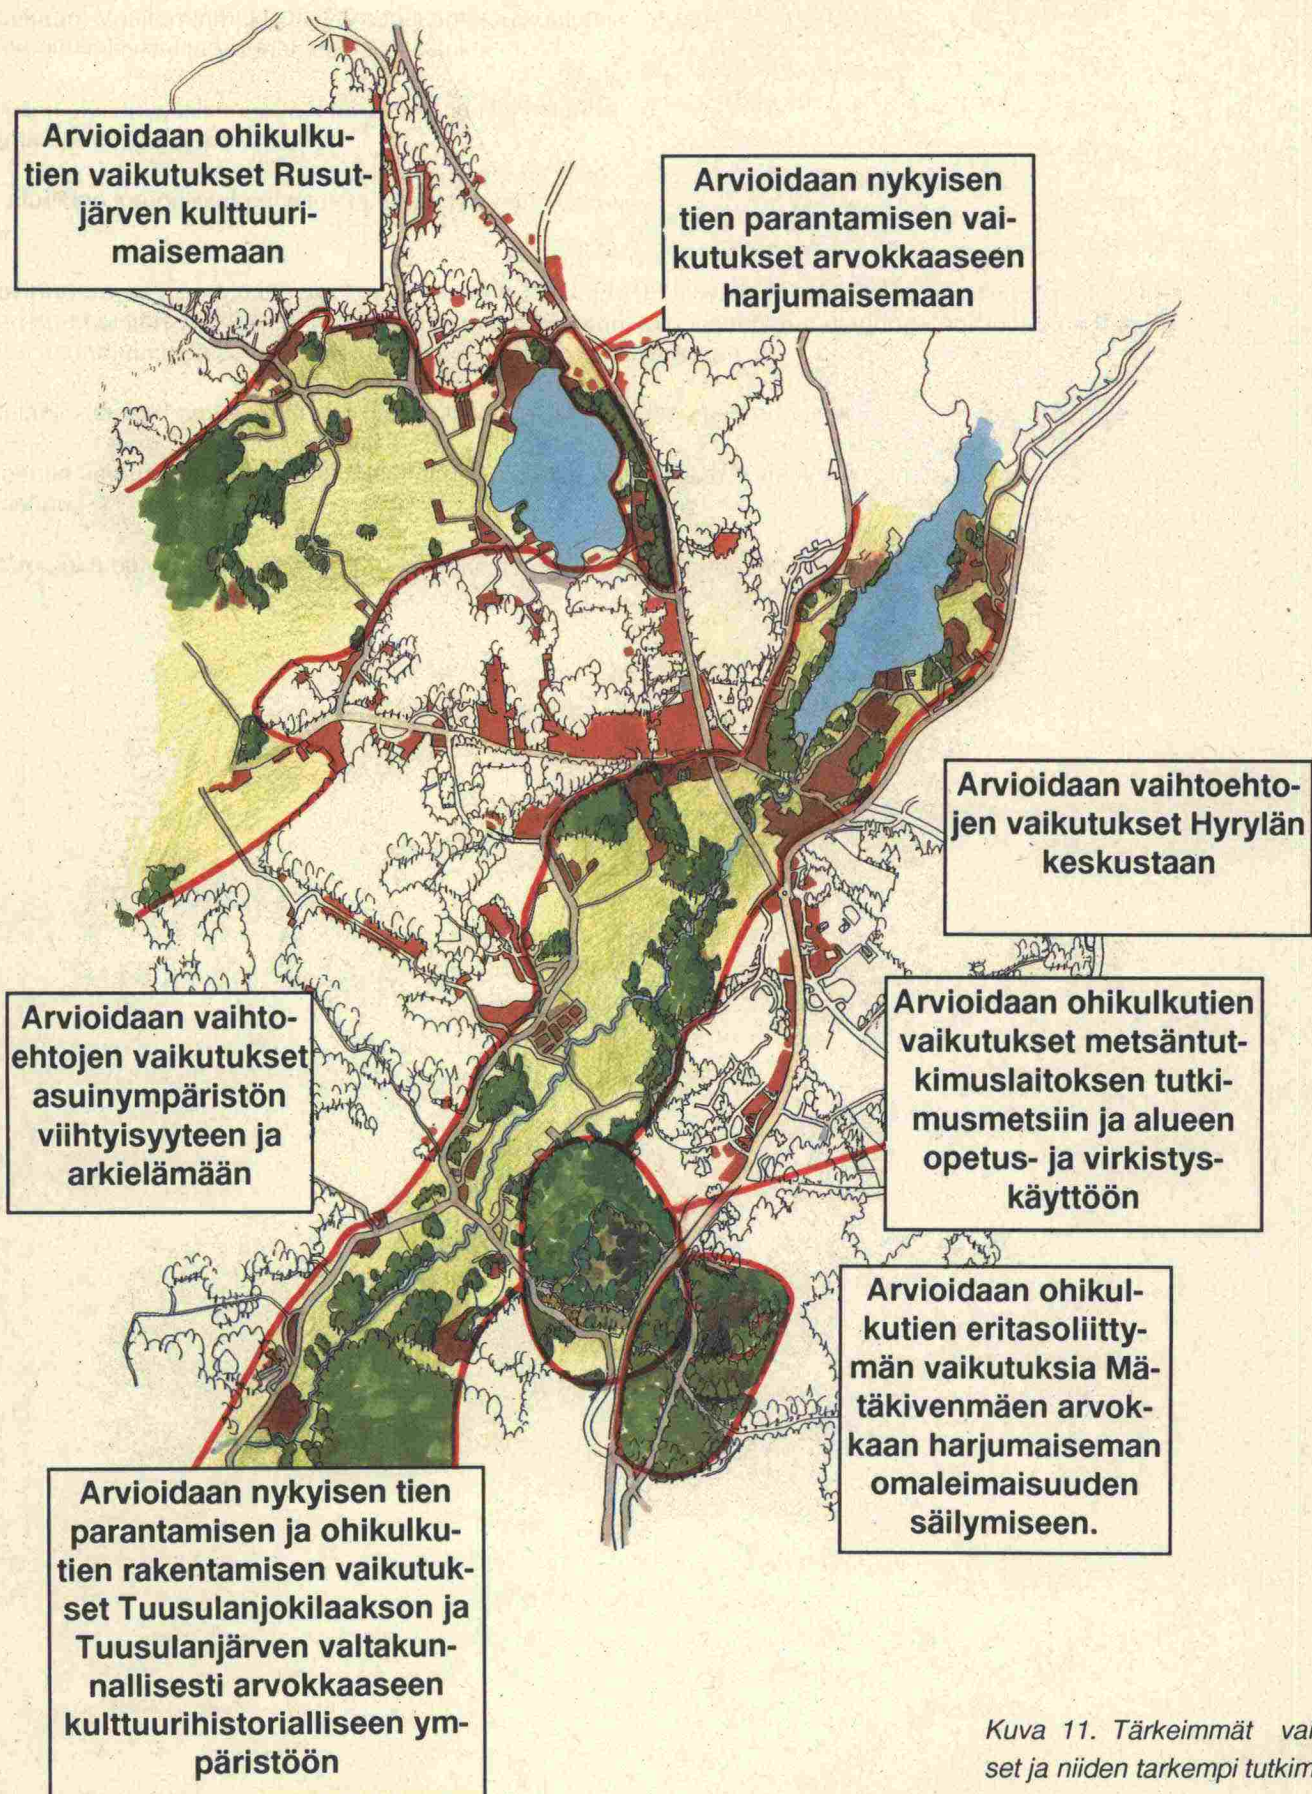 Arvioidaan ohikulku-
tien vaikutukset Rusut-
järven kulttuuri-
maisemaan
Arvioidaan nykyisen
tien parantamisen vai-
kutukset arvokkaaseen
harjumaisemaan
Arvioidaan vaihtoehto-
jen vaikutukset Hyrylän
keskustaan
Arvioidaan vaihto-
ehtojen vaikutukset
asuinympäristön
viihtyisyyteen ja
arkielämään
Arvioidaan ohikulkutien
vaikutukset metsäntut-
kimuslaitoksen tutki-
musmetsiin ja alueen
opetus- ja virkistys-
käyttöön
Arvioidaan ohikul-
kutien eritasoliitty-
män vaikutuksia Mä-
täkivenmäen arvok-
kaan harjumaiseman
omaleimaisuuden
säilymiseen.
Arvioidaan nykyisen tien
parantamisen ja ohikulku-
tien rakentamisen vaikutuk-
set Tuusulanjokilaakson ja
Tuusulanjärven valtakun-
nallisesti arvokkaaseen
kulttuurihistorialliseen ym-
päristöön
Kuva 11. Tärkeimmät
set ja niiden tarkempi